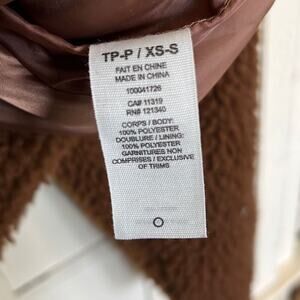 TP-P / XS-S
FAIT EN CHINE
MADE IN CHINA
100041726
CA# 11319
RN# 121340
CORPS / BODY:
100% POLYESTER
DOUBLURE / LINING:
100% POLYESTER
GARNITURES NON
COMPRISES / EXCLUSIVE
OF TRIMS